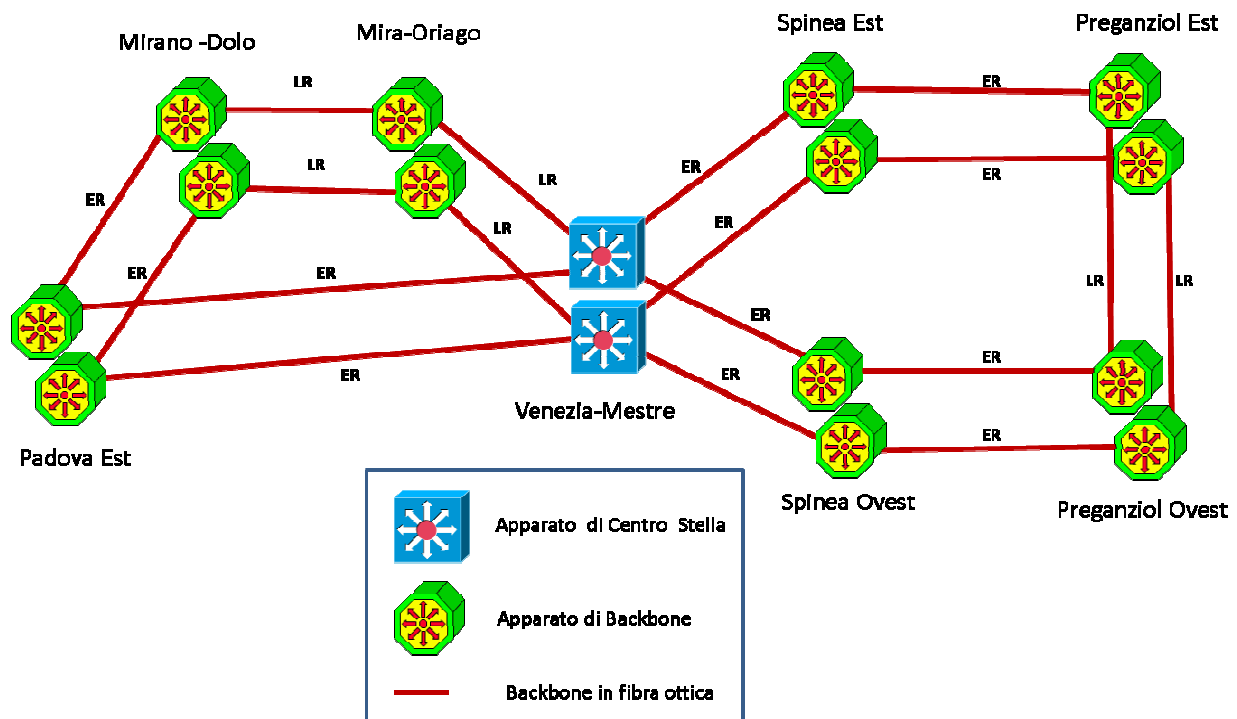 Spinea Est
Preganziol Est
Mirano -Dolo
Mira-Oriago
LR
ER
LR
ER
ER
LR
ER
LR
ER
ER
ER
LR
LR
ER
ER
ER
ER
Venezia-Mestre
ER
Padova Est
Spinea Ovest
Preganziol Ovest
Apparato di Centro Stella
Apparato di Backbone
Backbone in fibra ottica